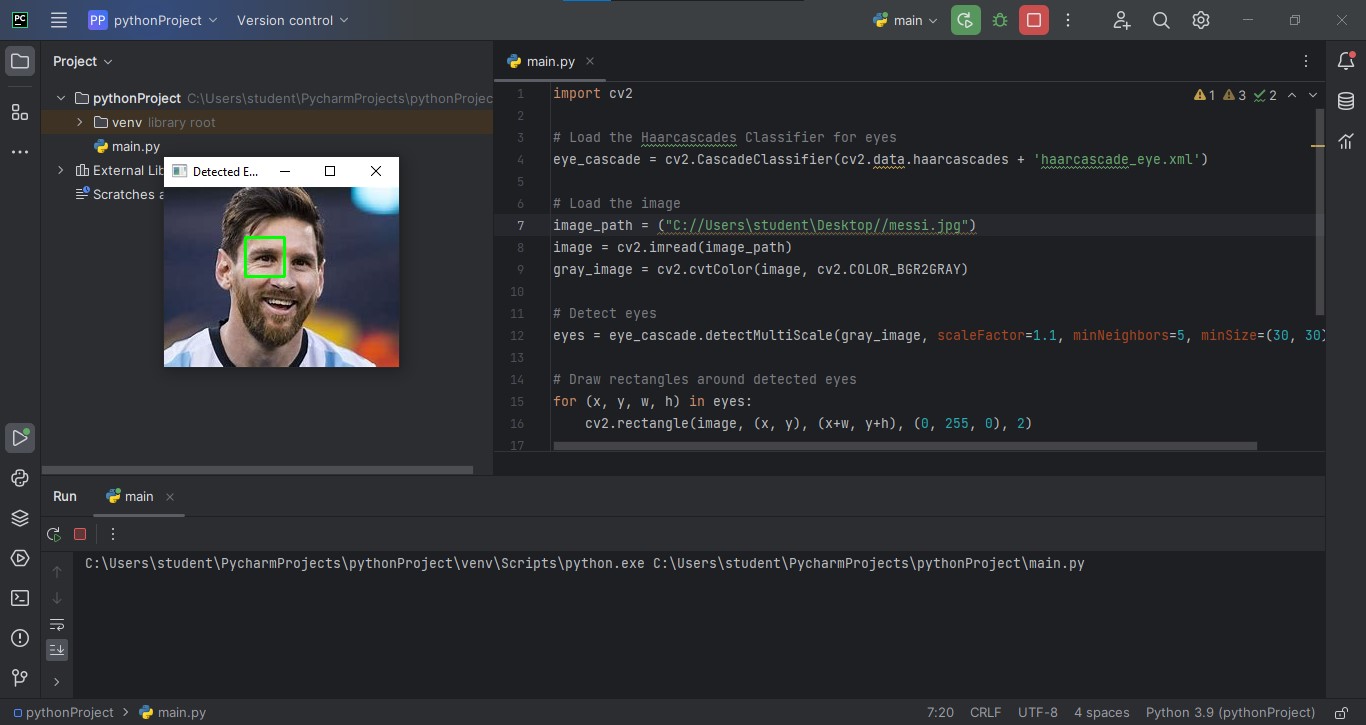 PC
PP pythonProject Version control main
Project
main.py
pythonProject C:\Users\student\PycharmProjects\pythonProjec
venv library root
main.py
External Lib
Scratches a
Detected E...
1 import cv2
1 3 2
2
3 # Load the Haarcascades Classifier for eyes
4 eye_cascade = cv2.CascadeClassifier(cv2.data.haarcascades + 'haarcascade_eye.xml')
5
6 # Load the image
7 image_path = ("C://Users\student\Desktop//messi.jpg")
8 image = cv2.imread(image_path)
9 gray_image = cv2.cvtColor(image, cv2.COLOR_BGR2GRAY)
10
11 # Detect eyes
12 eyes = eye_cascade.detectMultiScale(gray_image, scaleFactor=1.1, minNeighbors=5, minSize=(30, 30)
13
14 # Draw rectangles around detected eyes
15 for (x, y, w, h) in eyes:
16 cv2.rectangle(image, (x, y), (x+w, y+h), (0, 255, 0), 2)
17
Run main
C:\Users\student\PycharmProjects\pythonProject\venv\Scripts\python.exe C:\Users\student\PycharmProjects\pythonProject\main.py
pythonProject > main.py
7:20 CRLF UTF-8 4 spaces Python 3.9 (pythonProject)